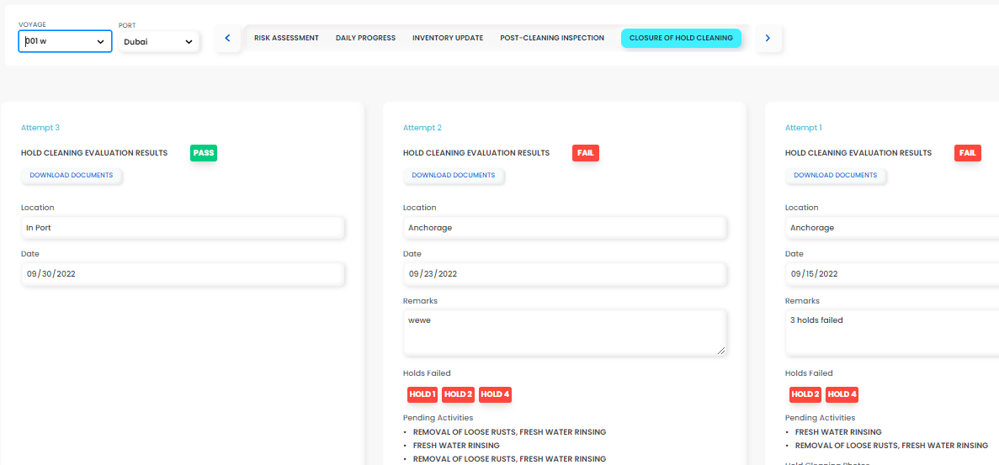 VOYAGE
001 w
PORT
Dubai
RISK ASSESSMENT
DAILY PROGRESS
INVENTORY UPDATE
POST-CLEANING INSPECTION
CLOSURE OF HOLD CLEANING
Attempt 3
HOLD CLEANING EVALUATION RESULTS PASS
DOWNLOAD DOCUMENTS
Location
In Port
Date
09/30/2022
Attempt 2
HOLD CLEANING EVALUATION RESULTS FAIL
DOWNLOAD DOCUMENTS
Location
Anchorage
Date
09/23/2022
Remarks
wewe
Holds Failed
HOLD 1 HOLD 2 HOLD 4
Pending Activities
• REMOVAL OF LOOSE RUSTS, FRESH WATER RINSING
• FRESH WATER RINSING
• REMOVAL OF LOOSE RUSTS, FRESH WATER RINSING
Attempt 1
HOLD CLEANING EVALUATION RESULTS FAIL
DOWNLOAD DOCUMENTS
Location
Anchorage
Date
09/15/2022
Remarks
3 holds failed
Holds Failed
HOLD 2 HOLD 4
Pending Activities
• FRESH WATER RINSING
• REMOVAL OF LOOSE RUSTS, FRESH WATER RINSING
Hold Cleaning Photos